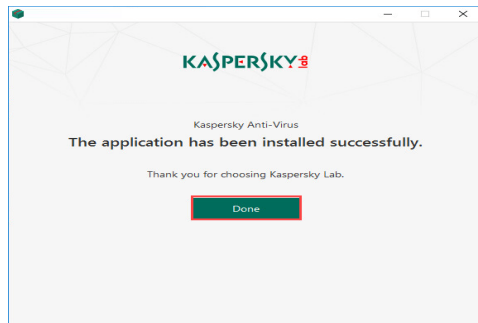 KASPERSKY lab
Kaspersky Anti-Virus
The application has been installed successfully.
Thank you for choosing Kaspersky Lab.
Done